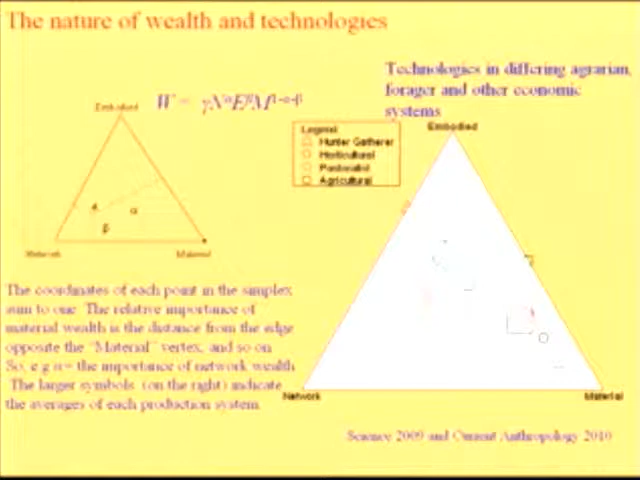 The nature of wealth and technologies
Technologies in differing agrarian,
forager and other economic
systems
Embodied
W = γNᵅEᵝM¹⁻ᵅ⁻ᵝ
Legend
Hunter Gatherer
Horticultural
Pastoralist
Agricultural
Embodied
A
α
β
Network
Material
The coordinates of each point in the simplex
sum to one. The relative importance of
material wealth is the distance from the edge
opposite the "Material" vertex, and so on
So, e.g α= the importance of network wealth
The larger symbols (on the right) indicate
the averages of each production system
Network
Material
Science 2009 and Current Anthropology 2010